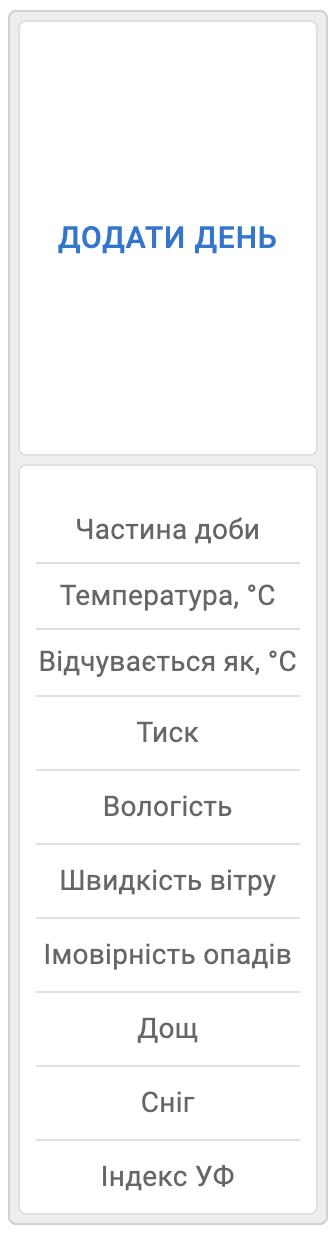 ДОДАТИ ДЕНЬ
Частина доби
Температура, °C
Відчувається як, °C
Тиск
Вологість
Швидкість вітру
Імовірність опадів
Дощ
Сніг
Індекс УФ